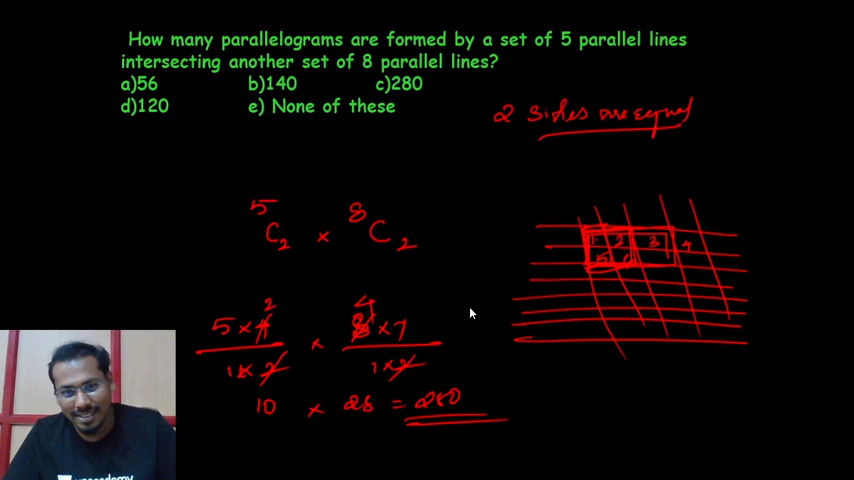 How many parallelograms are formed by a set of 5 parallel lines
intersecting another set of 8 parallel lines?
a)56 b)140 c)280
d)120 e) None of these
2 sides are equal
5C2 × 8C2
1 2 3 4
5 6
2 4
5 × 4 × 8 × 7
1 × 2 1 × 2
10 × 28 = 280